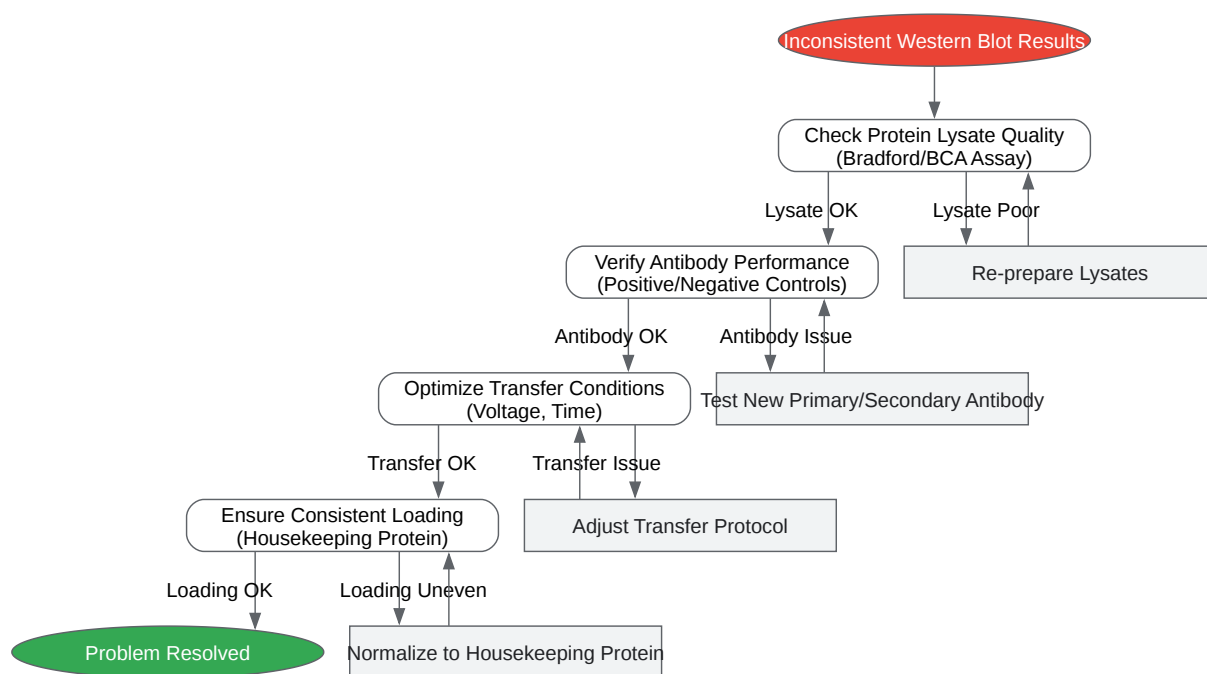 Inconsistent Western Blot Results
Check Protein Lysate Quality
(Bradford/BCA Assay)
Lysate OK
Lysate Poor
Verify Antibody Performance
(Positive/Negative Controls)
Re-prepare Lysates
Antibody OK
Antibody Issue
Optimize Transfer Conditions
(Voltage, Time)
Test New Primary/Secondary Antibody
Transfer OK
Transfer Issue
Ensure Consistent Loading
(Housekeeping Protein)
Adjust Transfer Protocol
Loading OK
Loading Uneven
Problem Resolved
Normalize to Housekeeping Protein